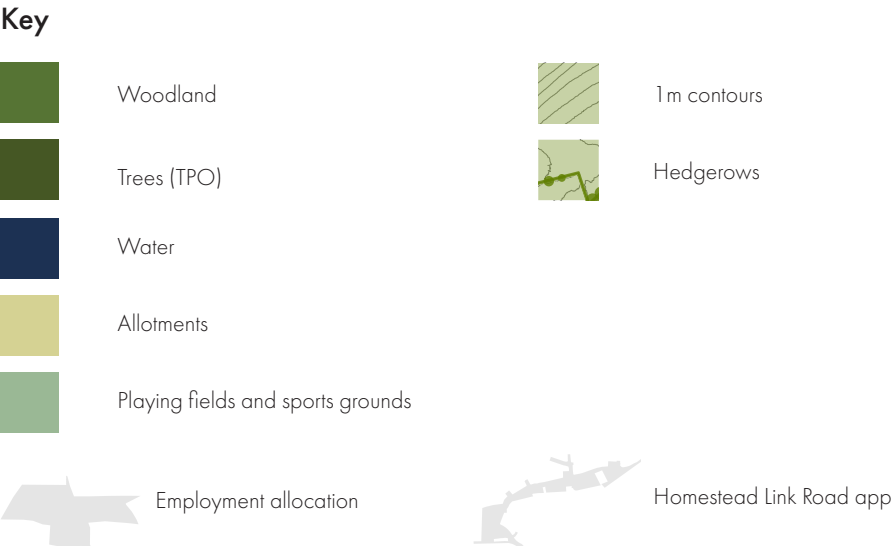 Key
Woodland
Trees (TPO)
Water
Allotments
Playing fields and sports grounds
Employment allocation
1m contours
Hedgerows
Homestead Link Road app